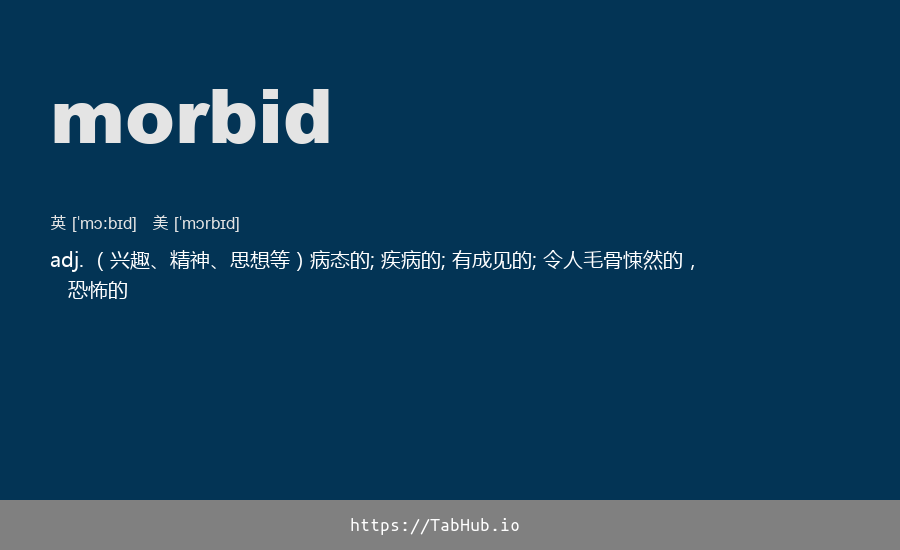 morbid
英 [ˈmɔːbɪd] 美 [ˈmɔrbɪd]
adj. （兴趣、精神、思想等）病态的; 疾病的; 有成见的; 令人毛骨悚然的，
恐怖的
https://TabHub.io